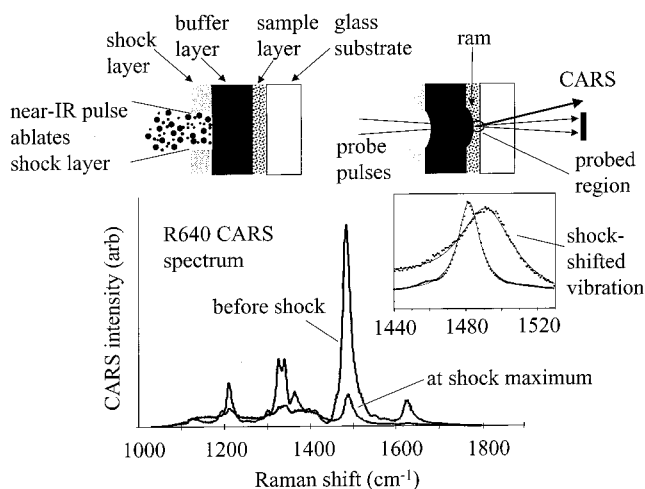 shock
layer
buffer
layer
sample
layer
glass
substrate
near-IR pulse
ablates
shock layer
ram
CARS
probe
pulses
probed
region
R640 CARS
spectrum
before shock
at shock maximum
shock-
shifted
vibration
1440 1480 1520
CARS intensity (arb)
1000 1200 1400 1600 1800
Raman shift (cm⁻¹)